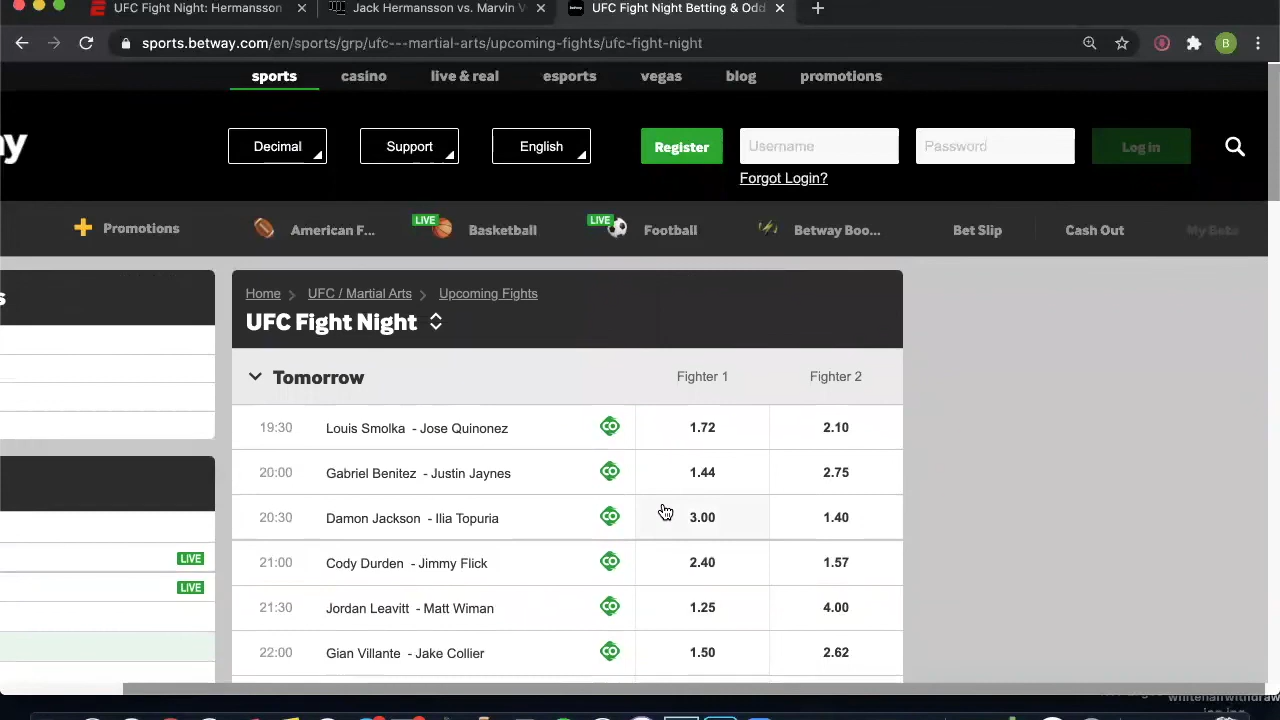 UFC Fight Night: Hermansson
Jack Hermansson vs. Marvin V
UFC Fight Night Betting & Odd
sports.betway.com/en/sports/grp/ufc---martial-arts/upcoming-fights/ufc-fight-night
B
sports casino live & real esports vegas blog promotions
ay
Decimal Support English Register Username Password Log in
Forgot Login?
Promotions American F... LIVE Basketball LIVE Football Betway Boo... Bet Slip Cash Out My Bets
s
Home UFC / Martial Arts Upcoming Fights
UFC Fight Night
Tomorrow Fighter 1 Fighter 2
19:30 Louis Smolka - Jose Quinonez CO 1.72 2.10
20:00 Gabriel Benitez - Justin Jaynes CO 1.44 2.75
20:30 Damon Jackson - Ilia Topuria CO 3.00 1.40
LIVE
21:00 Cody Durden - Jimmy Flick CO 2.40 1.57
LIVE
21:30 Jordan Leavitt - Matt Wiman CO 1.25 4.00
22:00 Gian Villante - Jake Collier CO 1.50 2.62